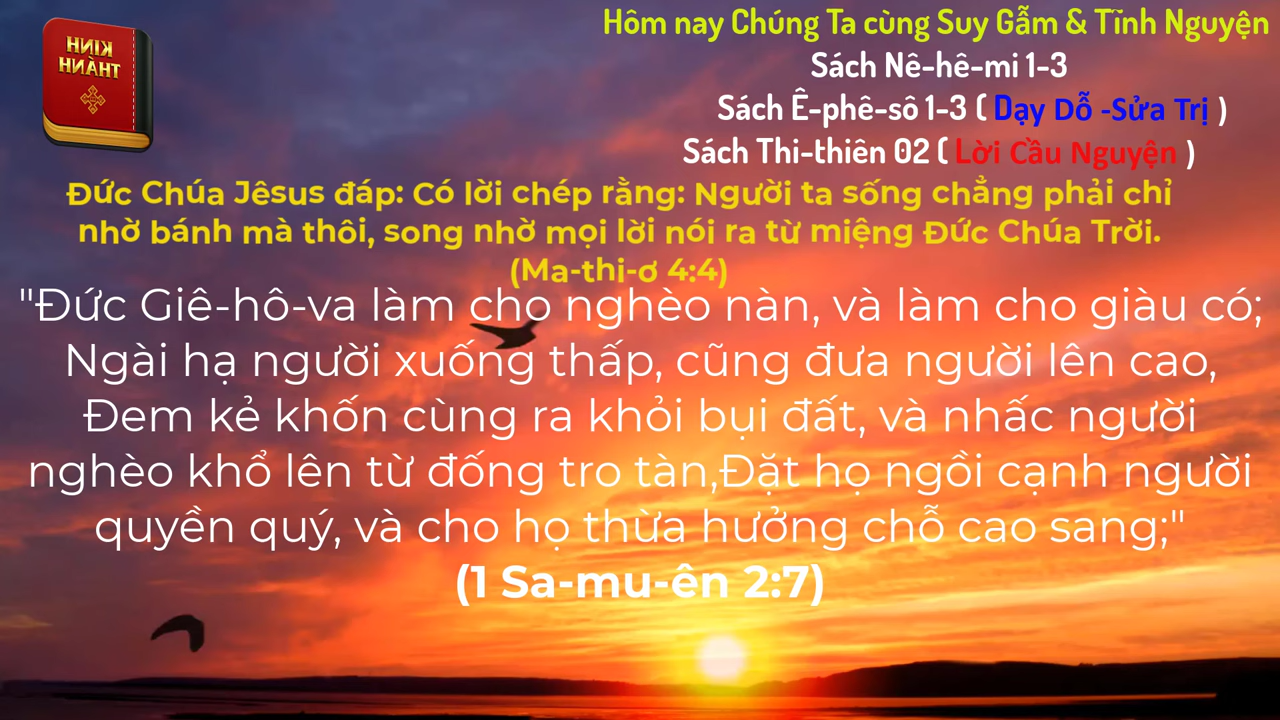 KINH
THÀNH
Hôm nay Chúng Ta cùng Suy Gẫm & Tĩnh Nguyện
Sách Nê-hê-mi 1-3
Sách Ê-phê-sô 1-3 ( Dạy Dỗ -Sửa Trị )
Sách Thi-thiên 02 ( Lời Cầu Nguyện )
Đức Chúa Jêsus đáp: Có lời chép rằng: Người ta sống chẳng phải chỉ
nhờ bánh mà thôi, song nhờ mọi lời nói ra từ miệng Đức Chúa Trời.
(Ma-thi-ơ 4:4)
"Đức Giê-hô-va làm cho nghèo nàn, và làm cho giàu có;
Ngài hạ người xuống thấp, cũng đưa người lên cao,
Đem kẻ khốn cùng ra khỏi bụi đất, và nhấc người
nghèo khổ lên từ đống tro tàn,Đặt họ ngồi cạnh người
quyền quý, và cho họ thừa hưởng chỗ cao sang;"
(1 Sa-mu-ên 2:7)